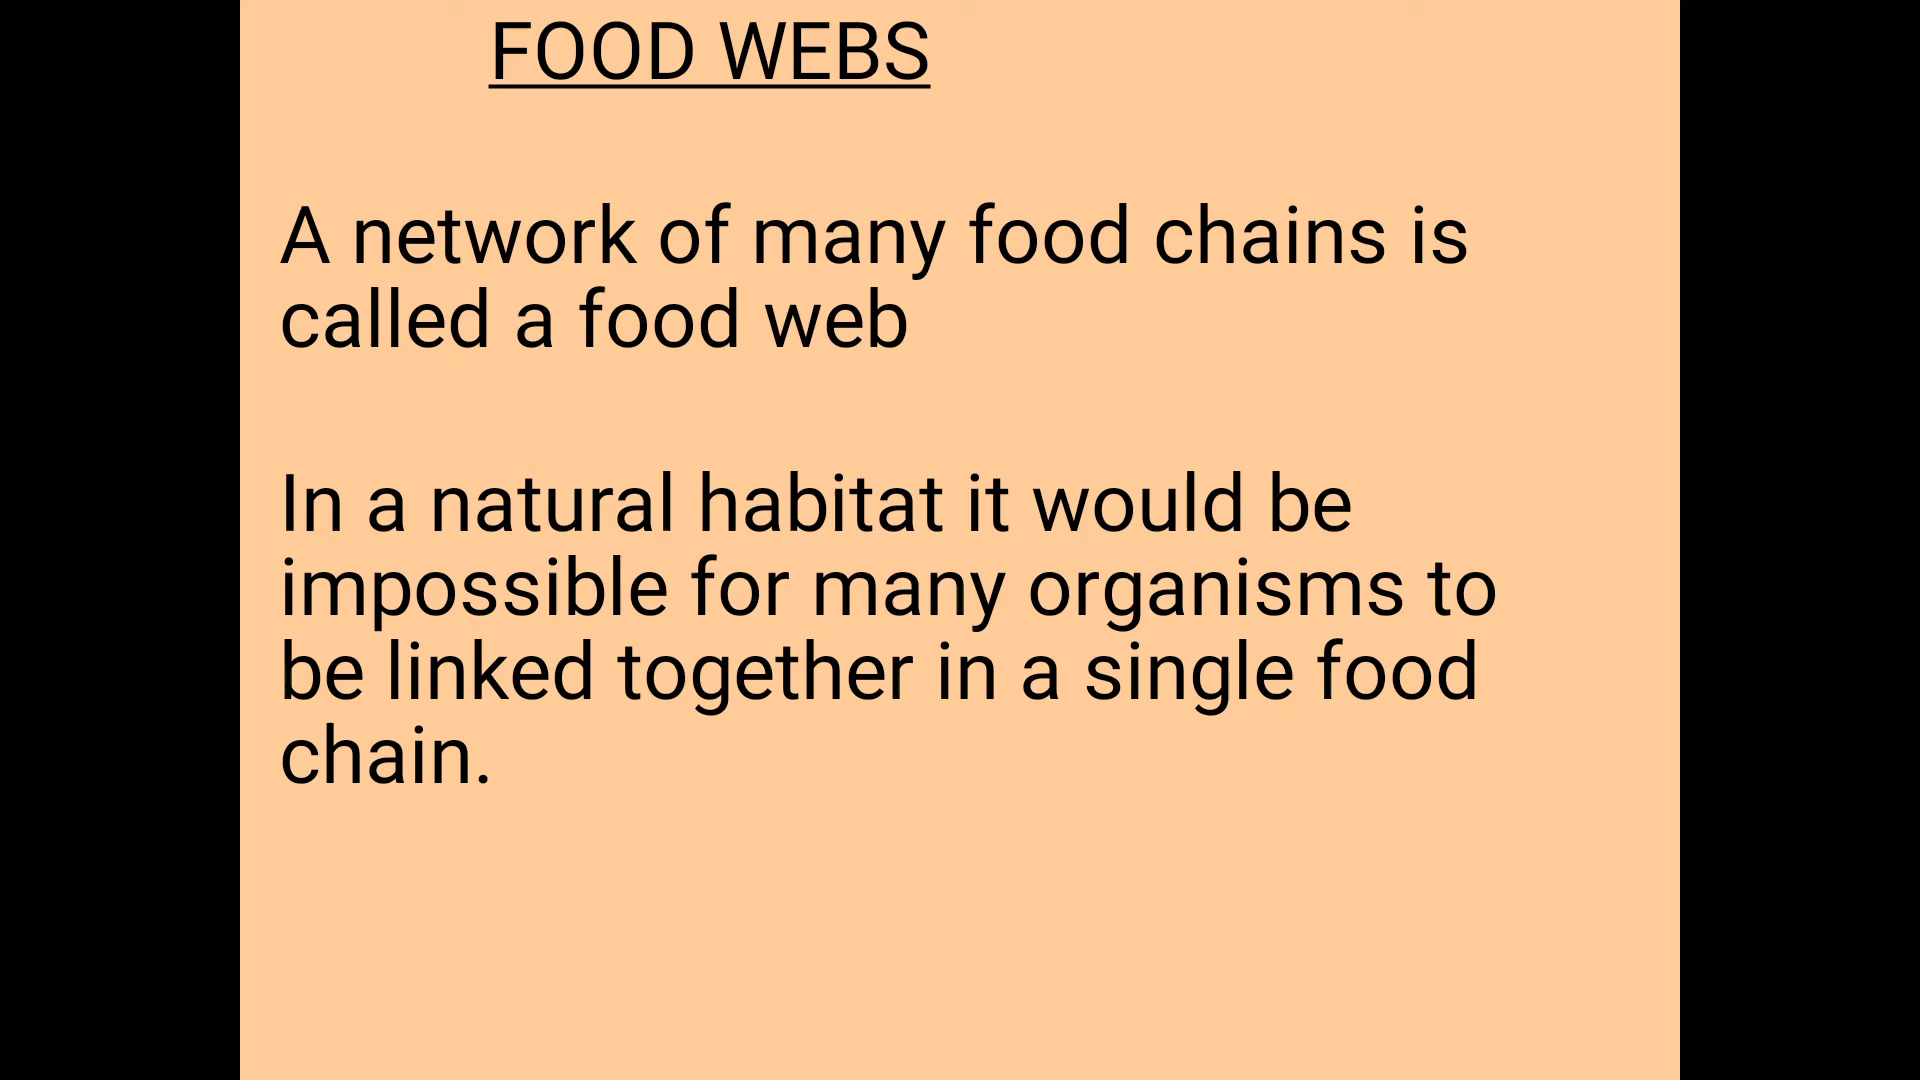 FOOD WEBS
A network of many food chains is
called a food web
In a natural habitat it would be
impossible for many organisms to
be linked together in a single food
chain.